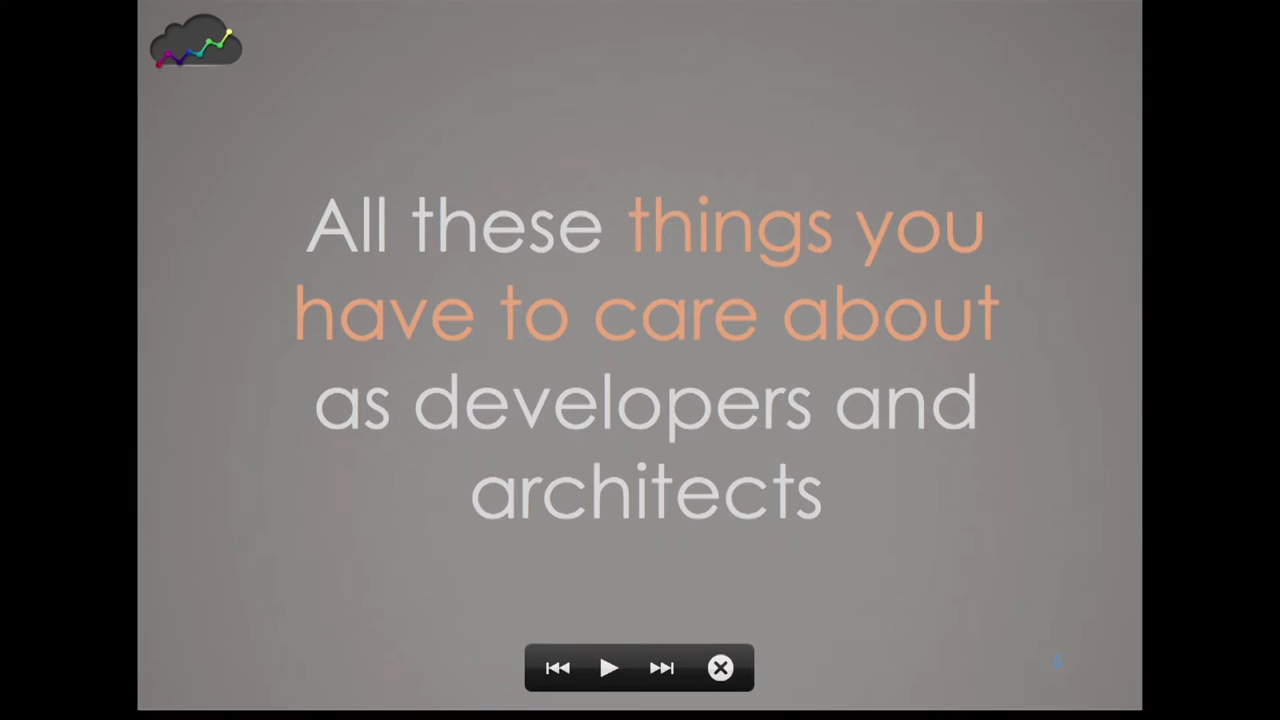 All these things you
have to care about
as developers and
architects